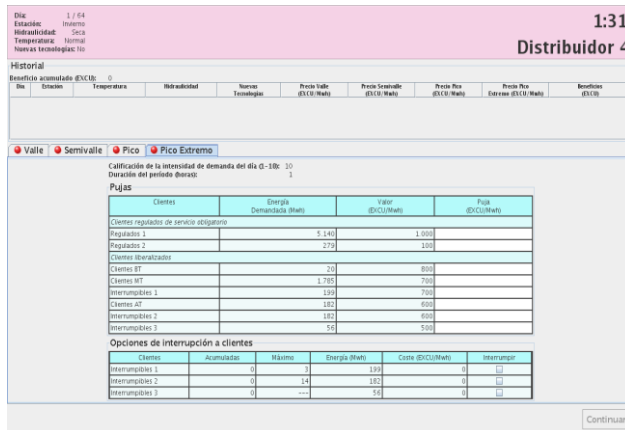 Día: 1 / 64
Estación: Invierno
Hidraulicidad: Seca
Temperatura: Normal
Nuevas tecnologías: No
1:31
Distribuidor 4
Historial
Beneficio acumulado (EXCU): 0
Día Estación Temperatura Hidraulicidad Nuevas Tecnologías Precio Valle (EXCU/Mwh) Precio Semivalle (EXCU/Mwh) Precio Pico (EXCU/Mwh) Precio Pico Extremo (EXCU/Mwh) Beneficios (EXCU)
Valle Semivalle Pico Pico Extremo
Calificación de la intensidad de demanda del día (1-10): 10
Duración del período (horas): 1
Pujas
Clientes Energía Demandada (Mwh) Valor (EXCU/Mwh) Puja (EXCU/Mwh)
Clientes regulados de servicio obligatorio
Regulados 1 5.140 1.000
Regulados 2 279 100
Clientes liberalizados
Clientes BT 20 800
Clientes MT 1.785 700
Interrumpibles 1 199 700
Clientes AT 182 600
Interrumpibles 2 182 600
Interrumpibles 3 56 500
Opciones de interrupción a clientes
Clientes Acumuladas Máximo Energía (Mwh) Coste (EXCU/Mwh) Interrumpir
Interrumpibles 1 0 3 199 0
Interrumpibles 2 0 14 182 0
Interrumpibles 3 0 --- 56 0
Continuar